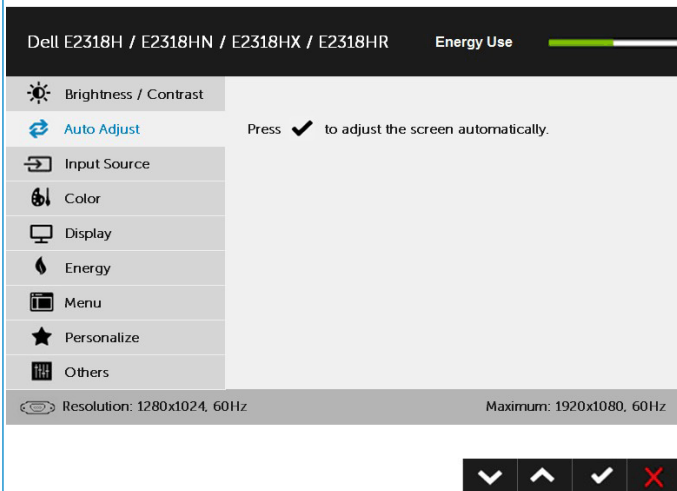 Dell E2318H / E2318HN / E2318HX / E2318HR Energy Use
Brightness / Contrast
Auto Adjust
Press ✔ to adjust the screen automatically.
Input Source
Color
Display
Energy
Menu
Personalize
Others
Resolution: 1280x1024, 60Hz Maximum: 1920x1080, 60Hz